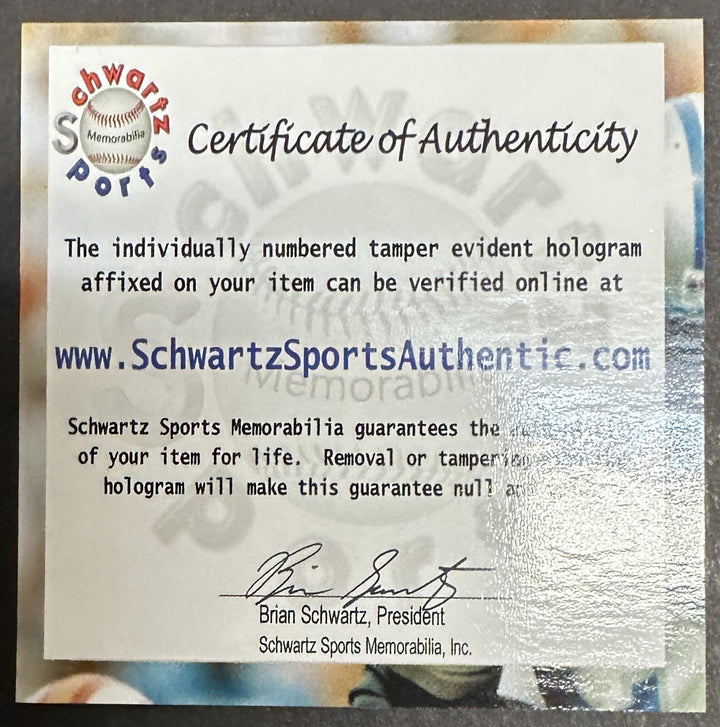 Schwartz
Sports
Memorabilia
Certificate of Authenticity
The individually numbered tamper evident hologram
affixed on your item can be verified online at
www.SchwartzSportsAuthentic.com
Schwartz Sports Memorabilia guarantees the
of your item for life. Removal or tampering
hologram will make this guarantee null
Brian Schwartz, President
Schwartz Sports Memorabilia, Inc.